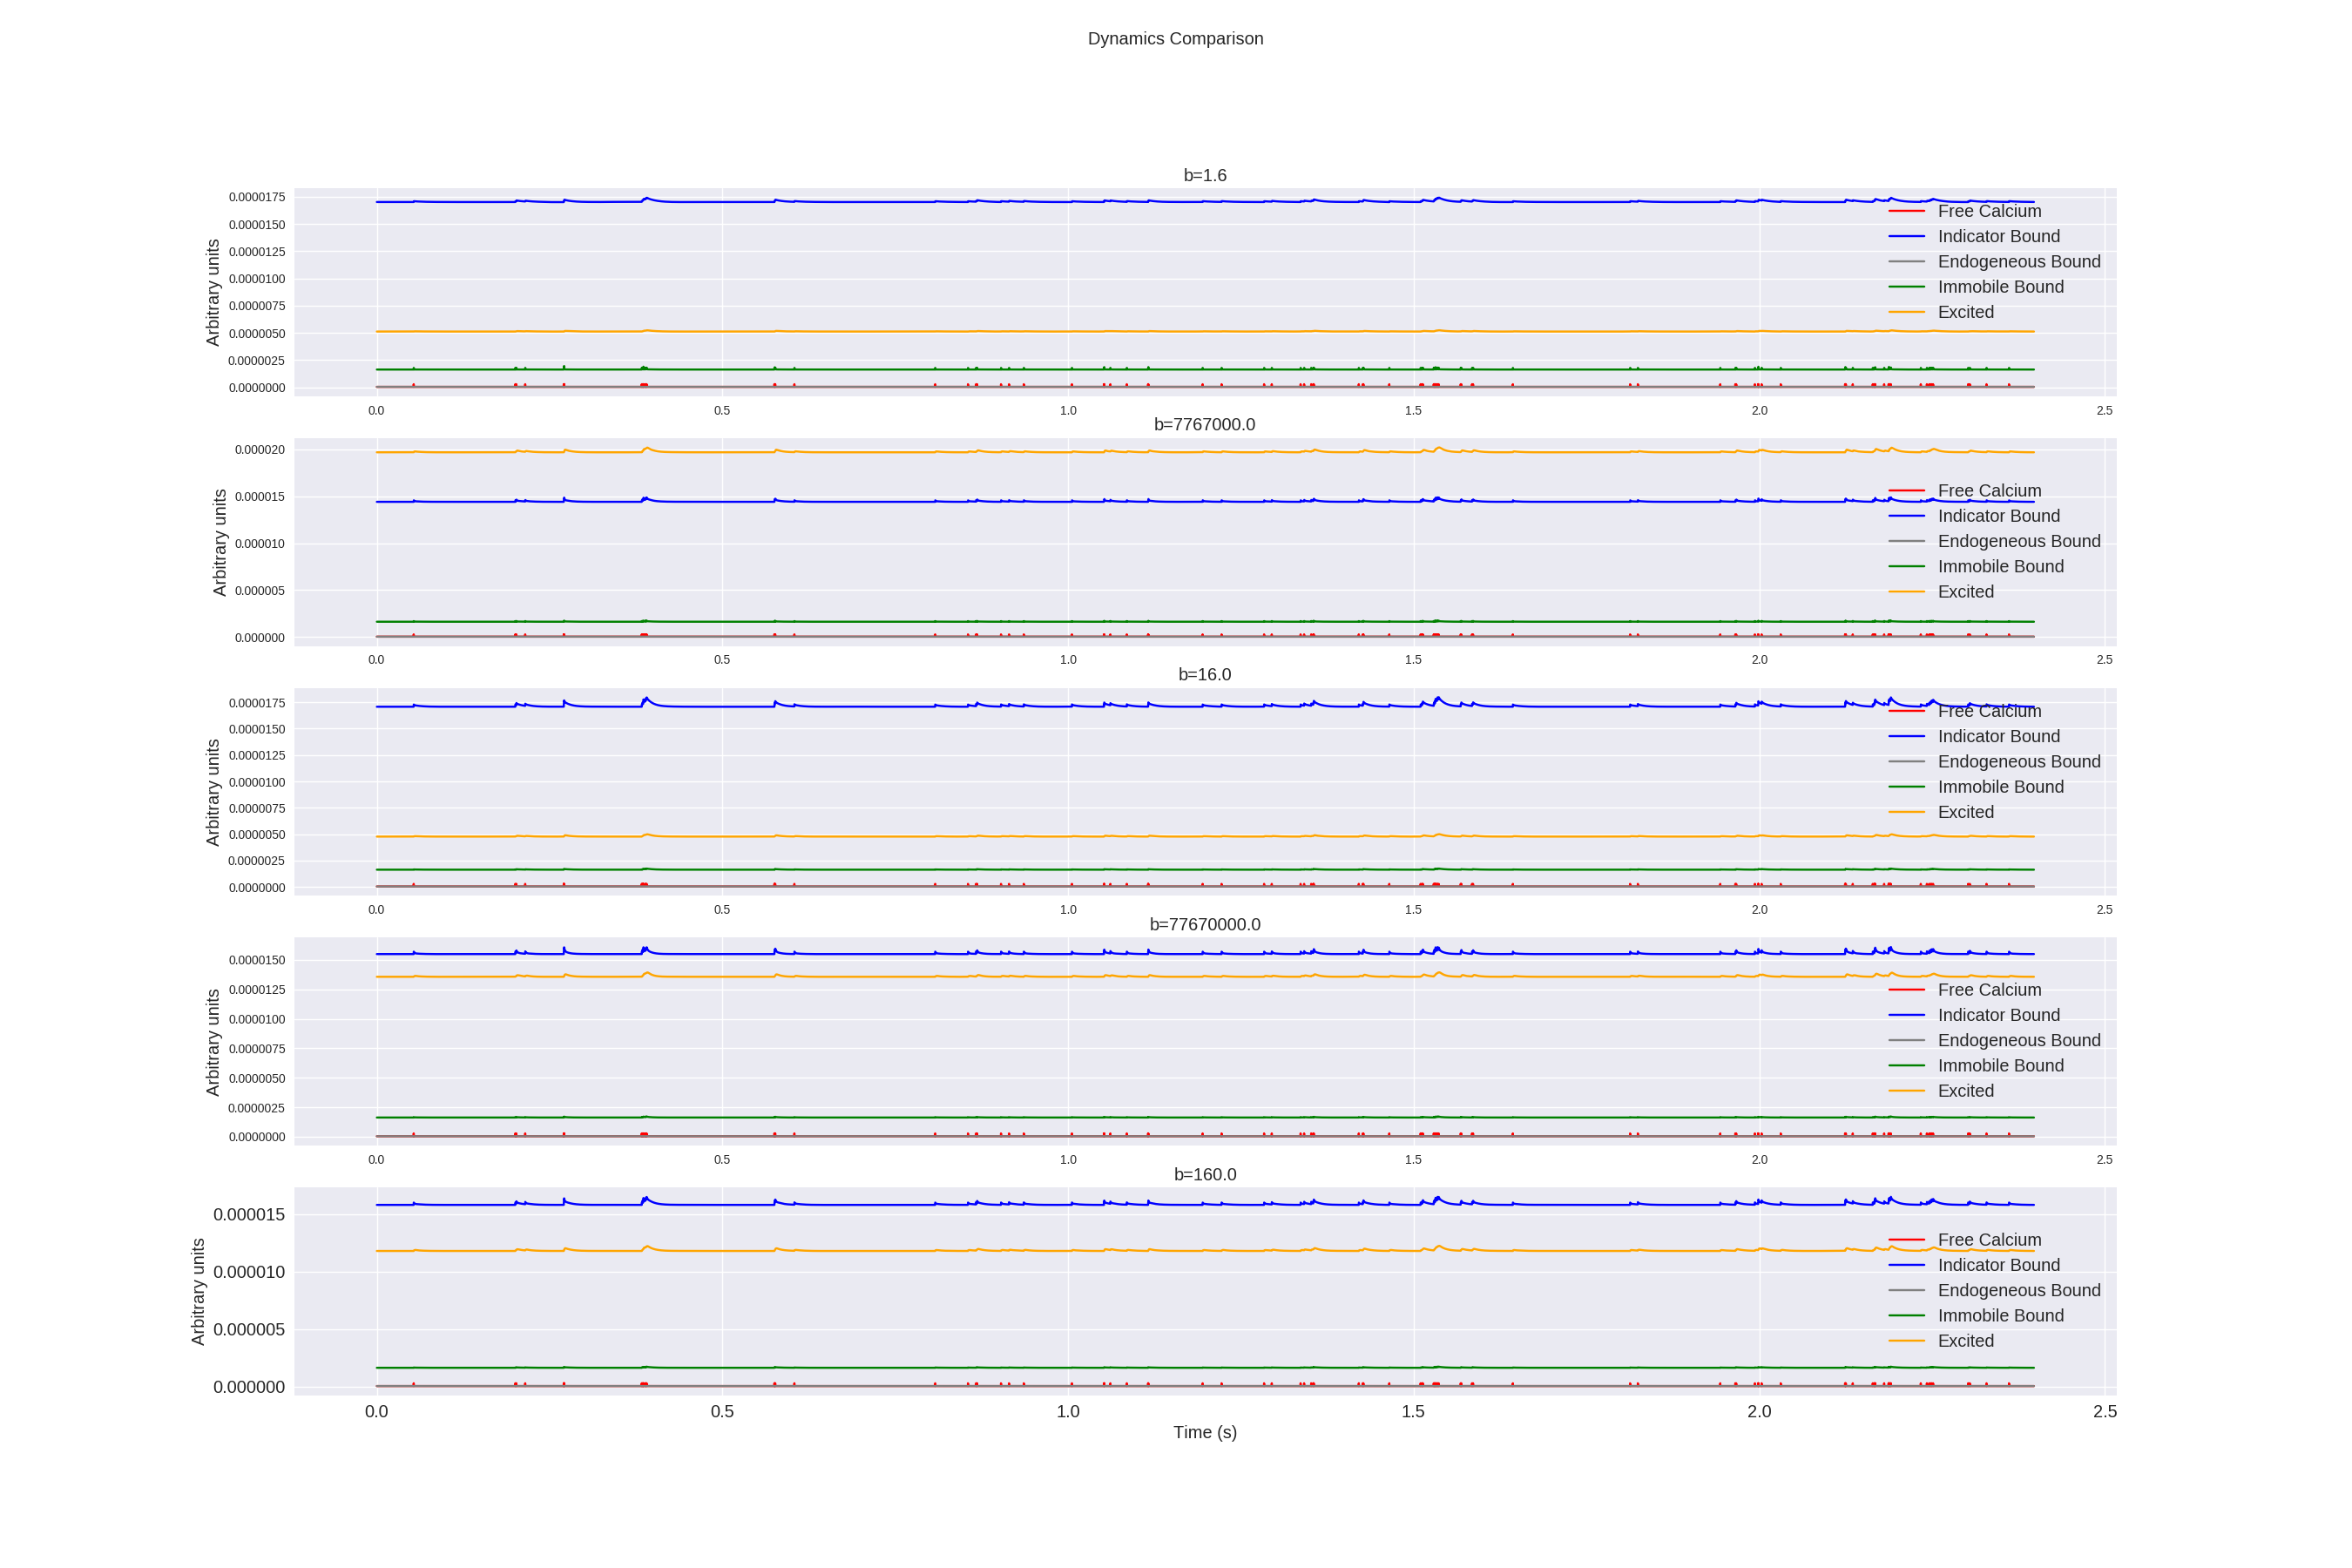 Dynamics Comparison
b=1.6
0.0000175
0.0000150
0.0000125
0.0000100
0.0000075
0.0000050
0.0000025
0.0000000
Arbitrary units
Free Calcium
Indicator Bound
Endogeneous Bound
Immobile Bound
Excited
0.0 0.5 1.0 1.5 2.0 2.5
b=7767000.0
0.000020
0.000015
0.000010
0.000005
0.000000
Arbitrary units
Free Calcium
Indicator Bound
Endogeneous Bound
Immobile Bound
Excited
0.0 0.5 1.0 1.5 2.0 2.5
b=16.0
0.0000175
0.0000150
0.0000125
0.0000100
0.0000075
0.0000050
0.0000025
0.0000000
Arbitrary units
Free Calcium
Indicator Bound
Endogeneous Bound
Immobile Bound
Excited
0.0 0.5 1.0 1.5 2.0 2.5
b=77670000.0
0.0000150
0.0000125
0.0000100
0.0000075
0.0000050
0.0000025
0.0000000
Arbitrary units
Free Calcium
Indicator Bound
Endogeneous Bound
Immobile Bound
Excited
0.0 0.5 1.0 1.5 2.0 2.5
b=160.0
0.000015
0.000010
0.000005
0.000000
Arbitrary units
Free Calcium
Indicator Bound
Endogeneous Bound
Immobile Bound
Excited
0.0 0.5 1.0 1.5 2.0 2.5
Time (s)